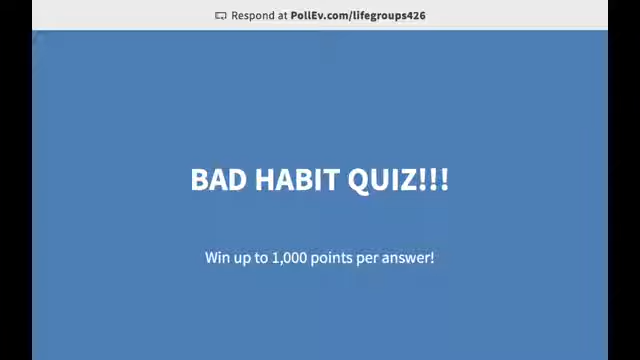 Respond at PollEv.com/lifegroups426
BAD HABIT QUIZ!!!
Win up to 1,000 points per answer!